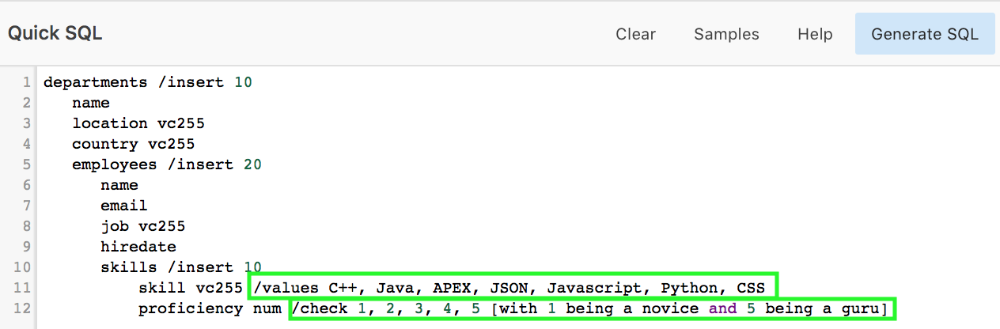 Quick SQL Clear Samples Help Generate SQL
1 departments /insert 10
2 name
3 location vc255
4 country vc255
5 employees /insert 20
6 name
7 email
8 job vc255
9 hiredate
10 skills /insert 10
11 skill vc255 /values C++, Java, APEX, JSON, Javascript, Python, CSS
12 proficiency num /check 1, 2, 3, 4, 5 [with 1 being a novice and 5 being a guru]